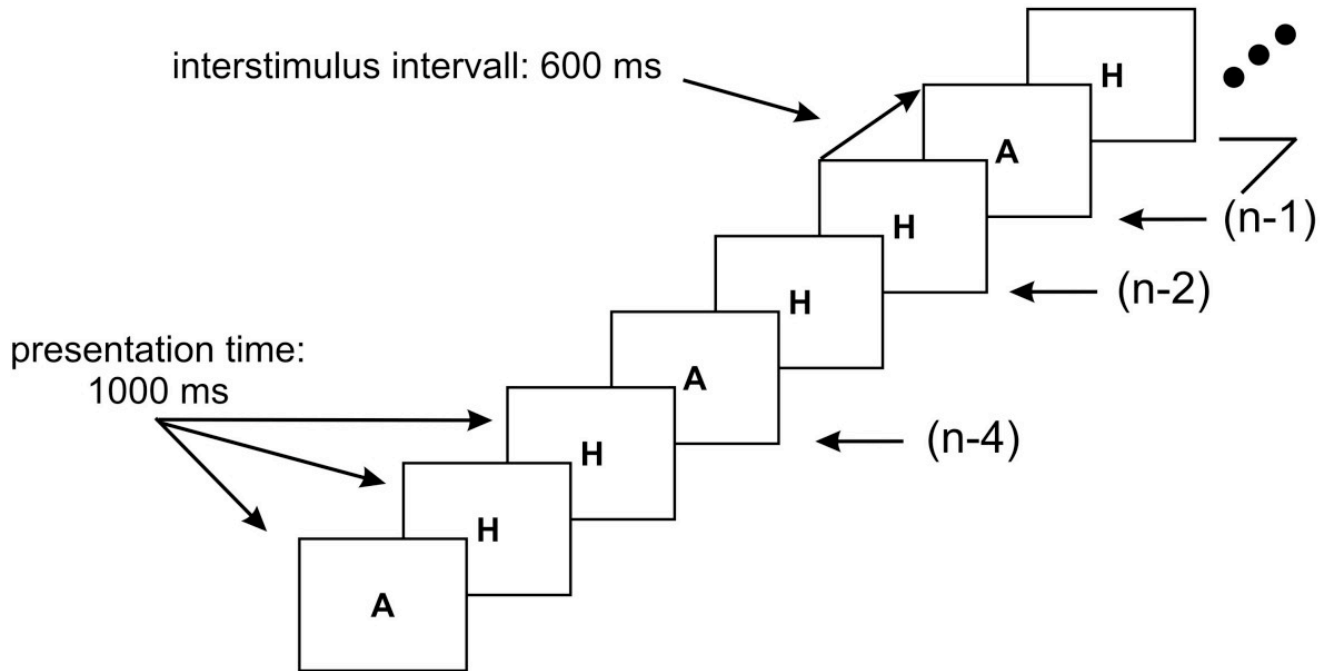 H
interstimulus intervall: 600 ms
A
H
(n-1)
H
(n-2)
presentation time:
1000 ms
A
H
(n-4)
H
A